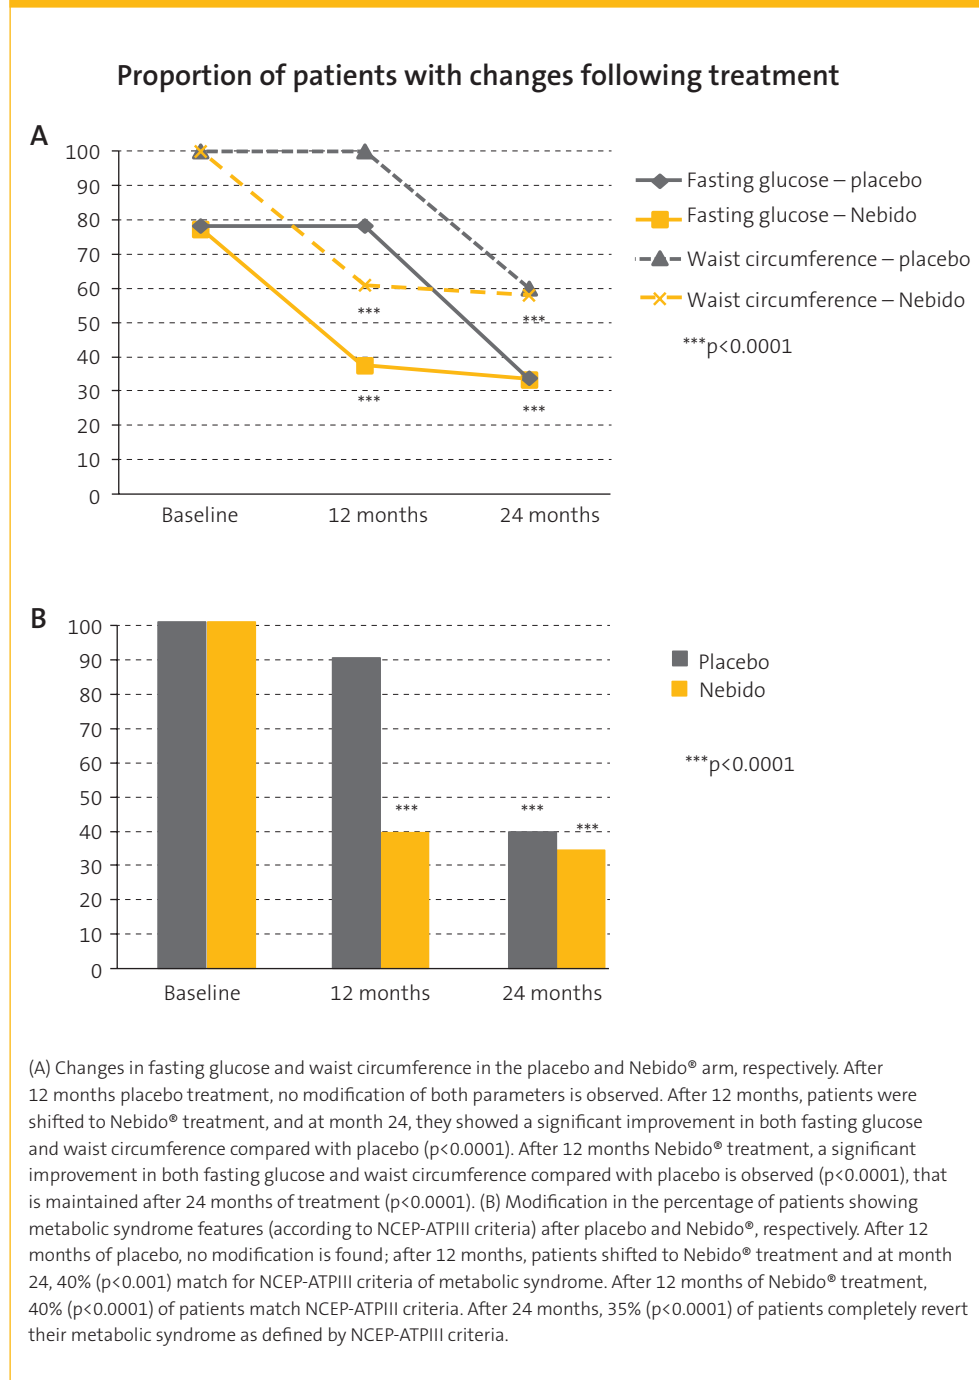 Proportion of patients with changes following treatment
A
100
90
80
70
60
50
40
30
20
10
0
***
***
***
***
Baseline
12 months
24 months
Fasting glucose – placebo
Fasting glucose – Nebido
Waist circumference – placebo
Waist circumference – Nebido
***p<0.0001
B
100
90
80
70
60
50
40
30
20
10
0
***
***
***
Baseline
12 months
24 months
Placebo
Nebido
***p<0.0001
(A) Changes in fasting glucose and waist circumference in the placebo and Nebido® arm, respectively. After
12 months placebo treatment, no modification of both parameters is observed. After 12 months, patients were
shifted to Nebido® treatment, and at month 24, they showed a significant improvement in both fasting glucose
and waist circumference compared with placebo (p<0.0001). After 12 months Nebido® treatment, a significant
improvement in both fasting glucose and waist circumference compared with placebo is observed (p<0.0001), that
is maintained after 24 months of treatment (p<0.0001). (B) Modification in the percentage of patients showing
metabolic syndrome features (according to NCEP-ATPIII criteria) after placebo and Nebido®, respectively. After 12
months of placebo, no modification is found; after 12 months, patients shifted to Nebido® treatment and at month
24, 40% (p<0.001) match for NCEP-ATPIII criteria of metabolic syndrome. After 12 months of Nebido® treatment,
40% (p<0.0001) of patients match NCEP-ATPIII criteria. After 24 months, 35% (p<0.0001) of patients completely revert
their metabolic syndrome as defined by NCEP-ATPIII criteria.